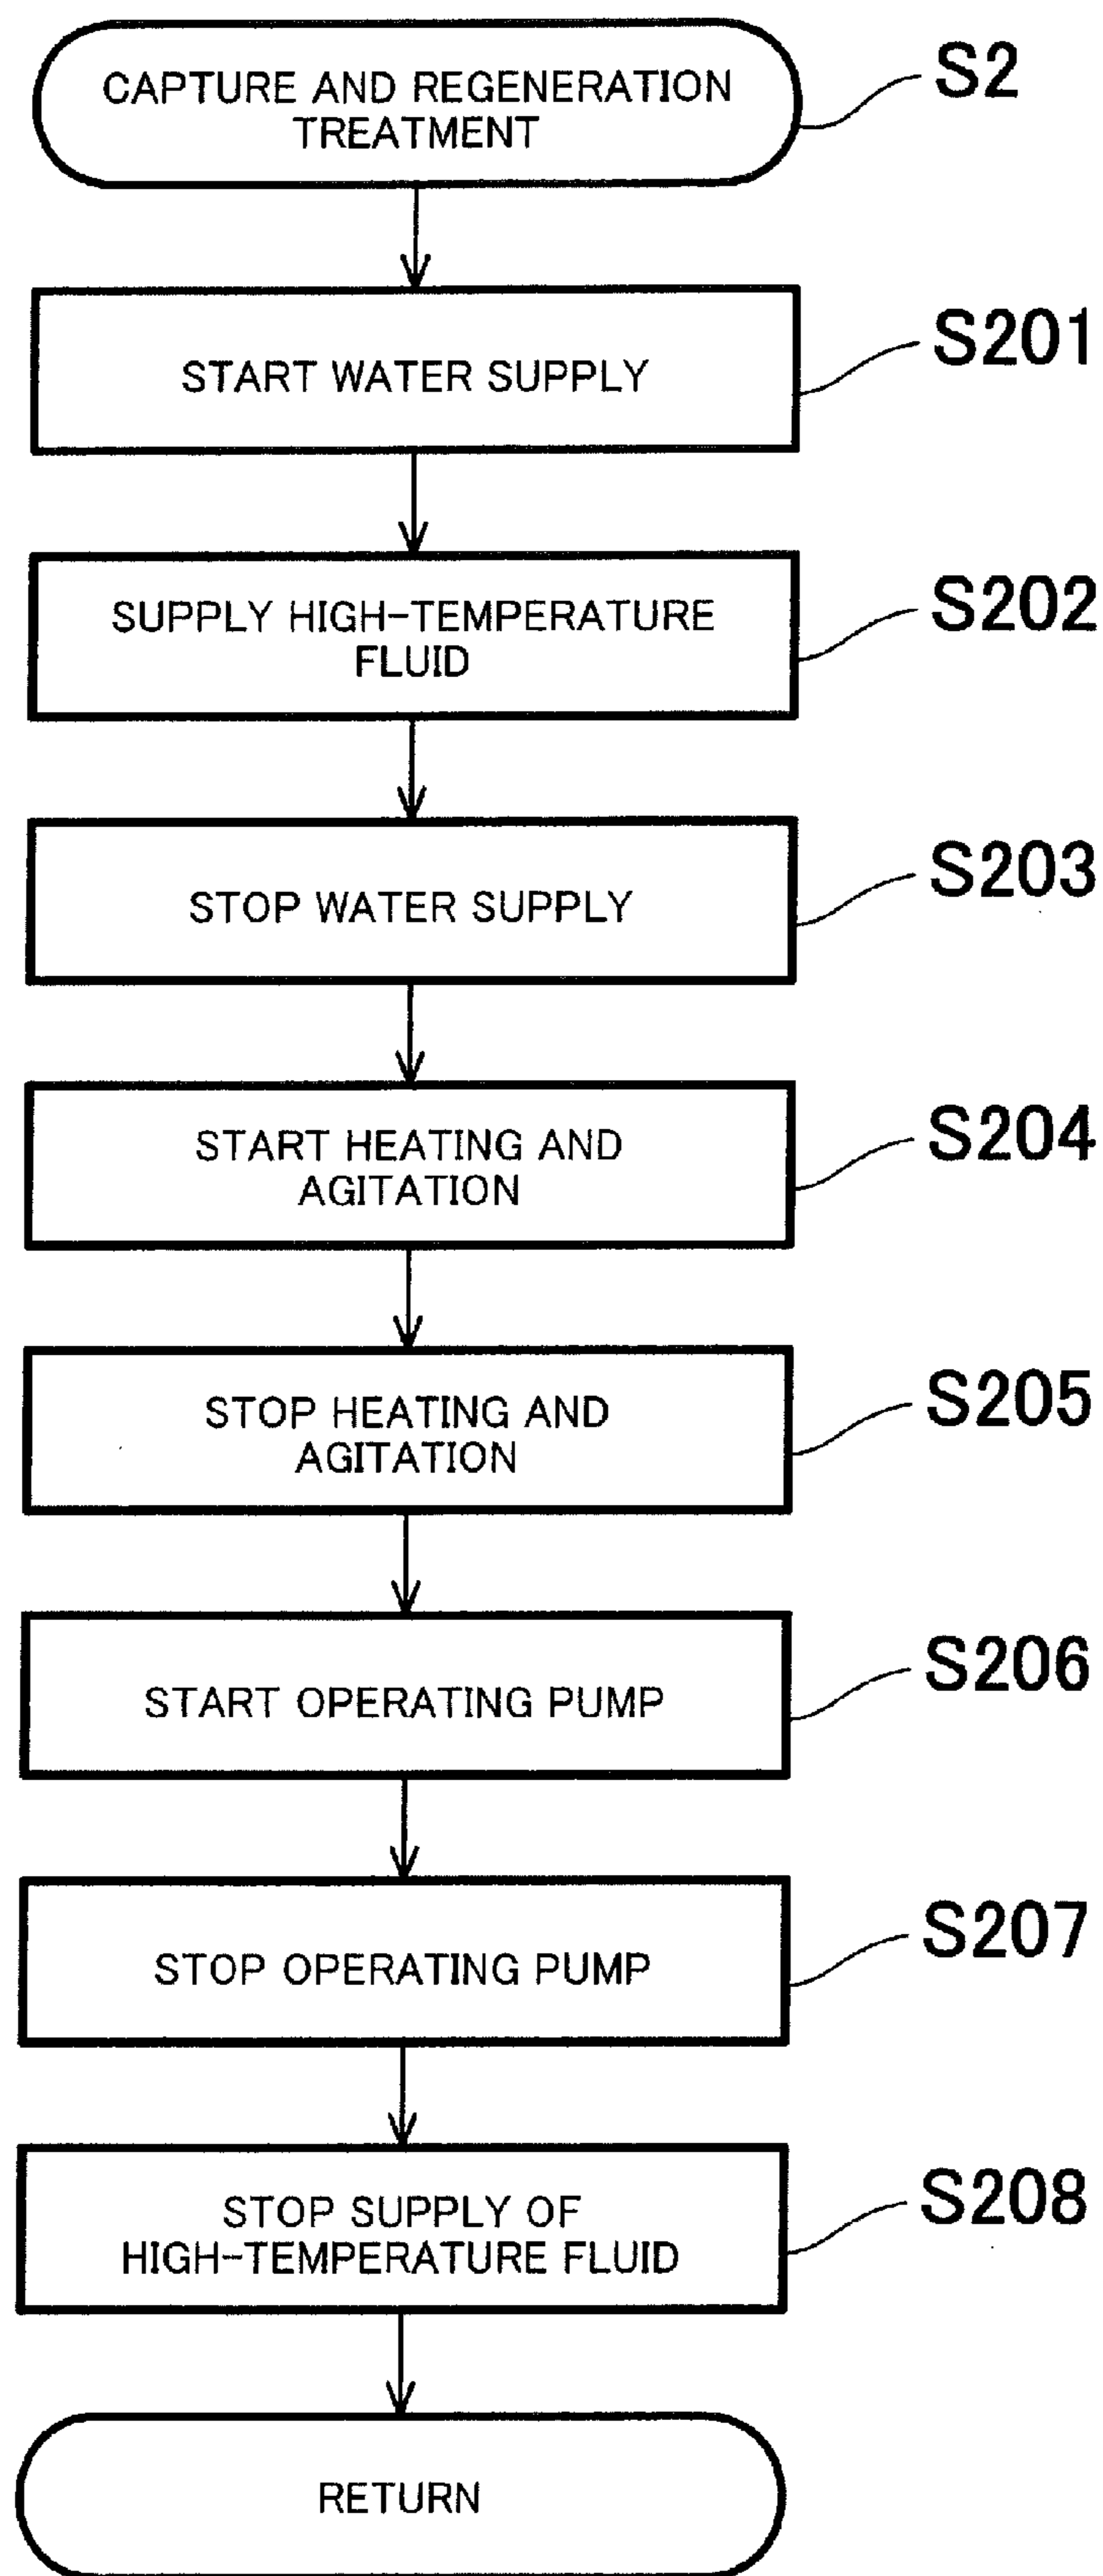 CAPTURE AND REGENERATION
TREATMENT
S2
START WATER SUPPLY
S201
SUPPLY HIGH-TEMPERATURE
FLUID
S202
STOP WATER SUPPLY
S203
START HEATING AND
AGITATION
S204
STOP HEATING AND
AGITATION
S205
START OPERATING PUMP
S206
STOP OPERATING PUMP
S207
STOP SUPPLY OF
HIGH-TEMPERATURE FLUID
S208
RETURN